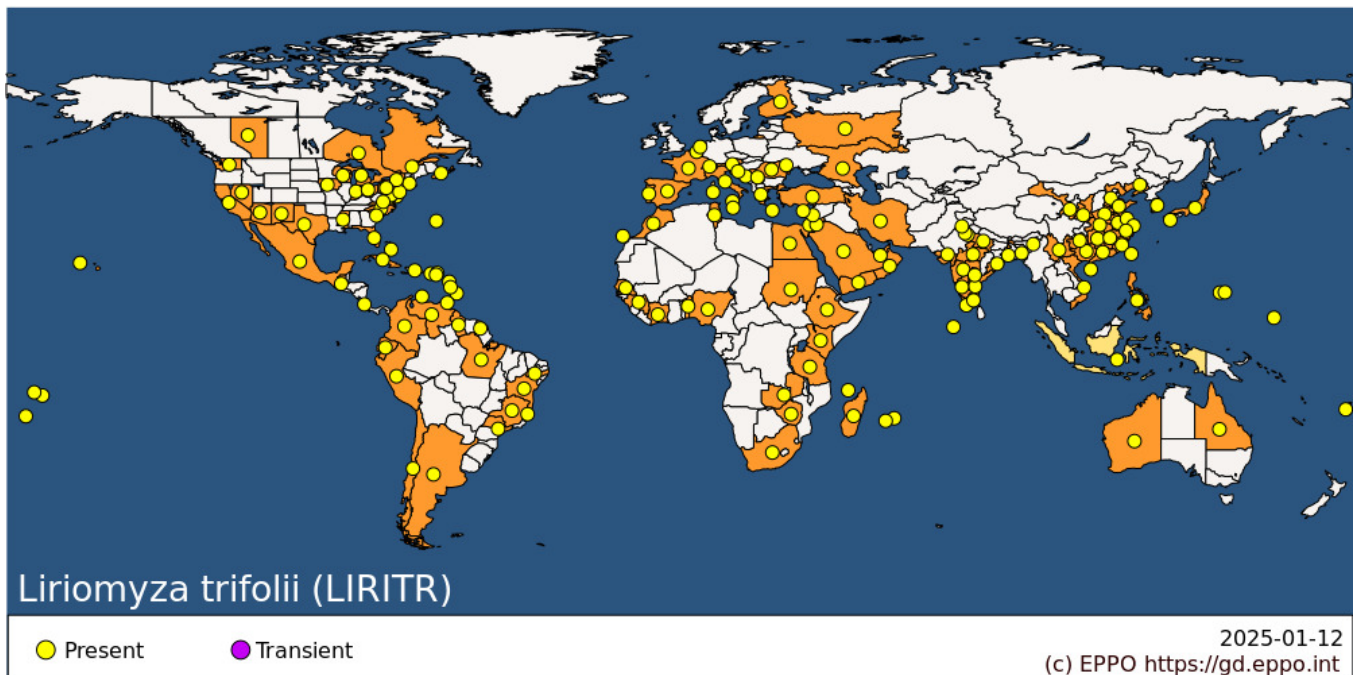 Liriomyza trifolii (LIRITR)
Present
Transient
2025-01-12
(c) EPPO https://gd.eppo.int